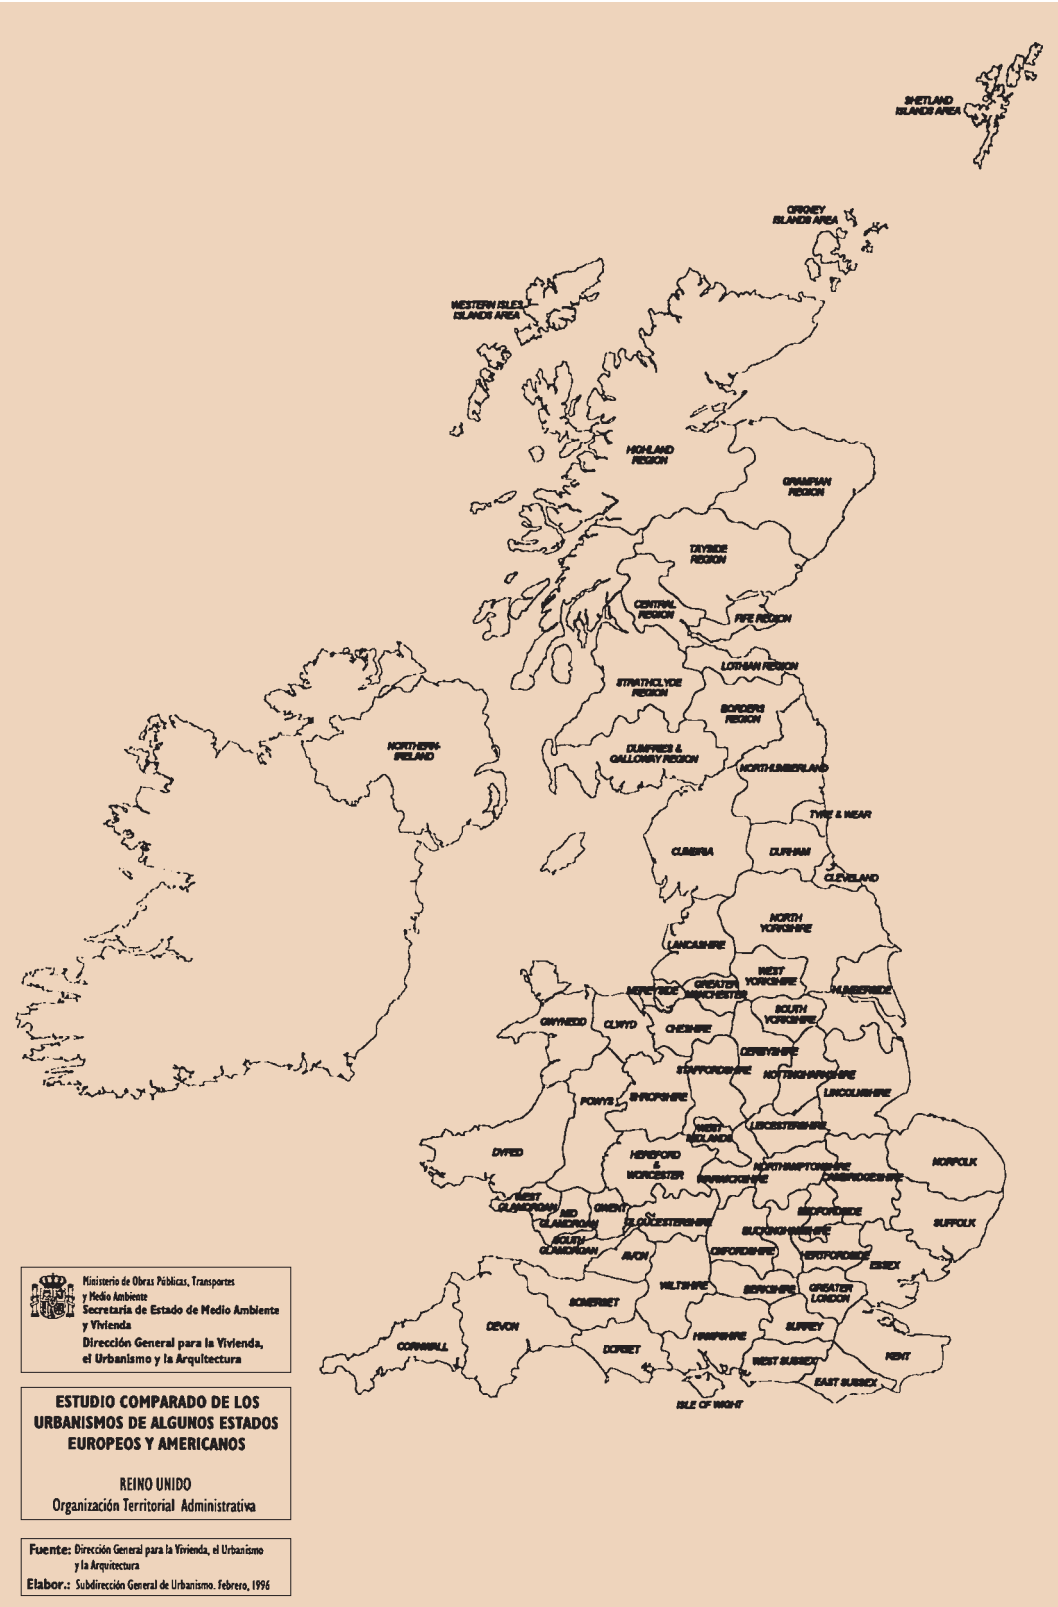 SHETLAND
ISLANDS AREA
ORKNEY
ISLANDS AREA
WESTERN ISLES
ISLANDS AREA
HIGHLAND
REGION
GRAMPIAN
REGION
TAYSIDE
REGION
CENTRAL
REGION
FIFE REGION
LOTHIAN REGION
STRATHCLYDE
REGION
BORDERS
REGION
DUMFRIES &
GALLOWAY REGION
NORTHERN-
IRELAND
NORTHUMBERLAND
TYRE & WEAR
CUMBRIA
DURHAM
CLEVELAND
NORTH
YORKSHIRE
LANCASHIRE
WEST
YORKSHIRE
GREATER
MANCHESTER
MEREYSIDE
HUMBERSIDE
SOUTH
YORKSHIRE
GWYNEDD
CLWYD
CHESHIRE
DERBYSHIRE
STAFFORDSHIRE
NOTTINGHARKSHIRE
LINCOLNSHIRE
POWYS
SHROPSHIRE
WEST
MIDLANDS
LEICESTERSHIRE
DYFED
HEREFORD
&
WORCESTER
NORTHAMPTONSHIRE
WARWICKSHIRE
CAMBRIDGESHIRE
NORFOLK
WEST
GLAMORGAN
MID
GLAMORGAN
GWENT
GLOUCESTERSHIRE
BEDFORDSIDE
BUCKINGHAMSHIRE
SUFFOLK
SOUTH
GLAMORGAN
AVON
OXFORDSHIRE
HERTFORDSIDE
ESSEX
WILTSHIRE
BERKSHIRE
GREATER
LONDON
SOMERSET
DEVON
HAMPSHIRE
SURREY
CORNWALL
DORSET
WEST SUSSEX
KENT
EAST SUSSEX
ISLE OF WIGHT
Ministerio de Obras Públicas, Transportes
y Medio Ambiente
Secretaría de Estado de Medio Ambiente
y Vivienda
Dirección General para la Vivienda,
el Urbanismo y la Arquitectura
ESTUDIO COMPARADO DE LOS
URBANISMOS DE ALGUNOS ESTADOS
EUROPEOS Y AMERICANOS
REINO UNIDO
Organización Territorial Administrativa
Fuente: Dirección General para la Vivienda, el Urbanismo
y la Arquitectura
Elabor.: Subdirección General de Urbanismo. Febrero, 1996